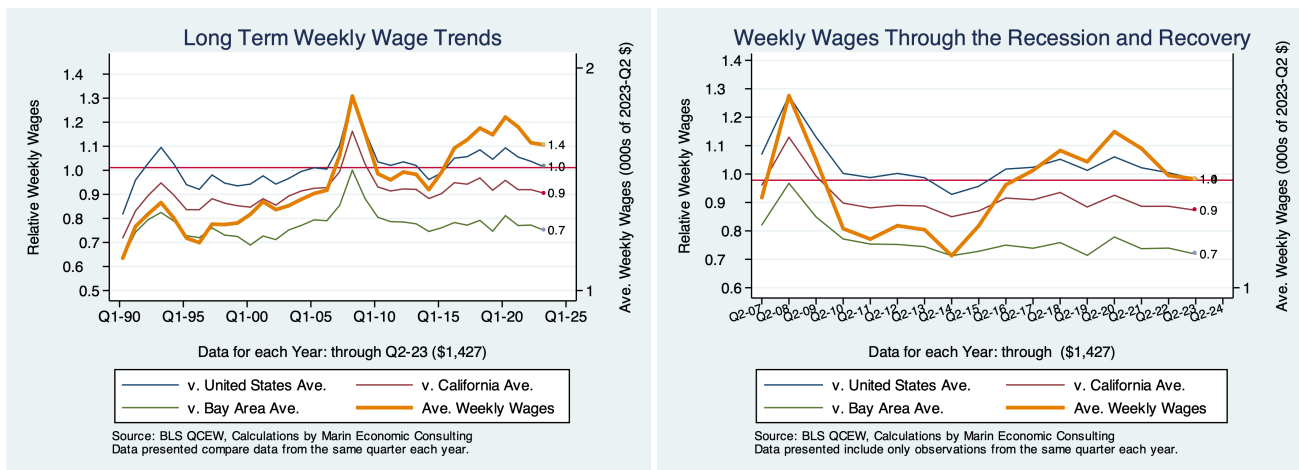 Long Term Weekly Wage Trends
Relative Weekly Wages
1.4
1.3
1.2
1.1
1.0
0.9
0.8
0.7
0.6
0.5
2
1
Ave. Weekly Wages (000s of 2023-Q2 $)
1.4
1.0
0.9
0.7
Q1-90 Q1-95 Q1-00 Q1-05 Q1-10 Q1-15 Q1-20 Q1-25
Data for each Year: through Q2-23 ($1,427)
v. United States Ave. v. California Ave.
v. Bay Area Ave. Ave. Weekly Wages
Source: BLS QCEW, Calculations by Marin Economic Consulting
Data presented compare data from the same quarter each year.
Weekly Wages Through the Recession and Recovery
Relative Weekly Wages
1.4
1.3
1.2
1.1
1.0
0.9
0.8
0.7
0.6
1
Ave. Weekly Wages (000s of 2023-Q2 $)
0.9
0.7
Q2-07 Q2-08 Q2-09 Q2-10 Q2-11 Q2-12 Q2-13 Q2-14 Q2-15 Q2-16 Q2-17 Q2-18 Q2-19 Q2-20 Q2-21 Q2-22 Q2-23 Q2-24
Data for each Year: through ($1,427)
v. United States Ave. v. California Ave.
v. Bay Area Ave. Ave. Weekly Wages
Source: BLS QCEW, Calculations by Marin Economic Consulting
Data presented include only observations from the same quarter each year.